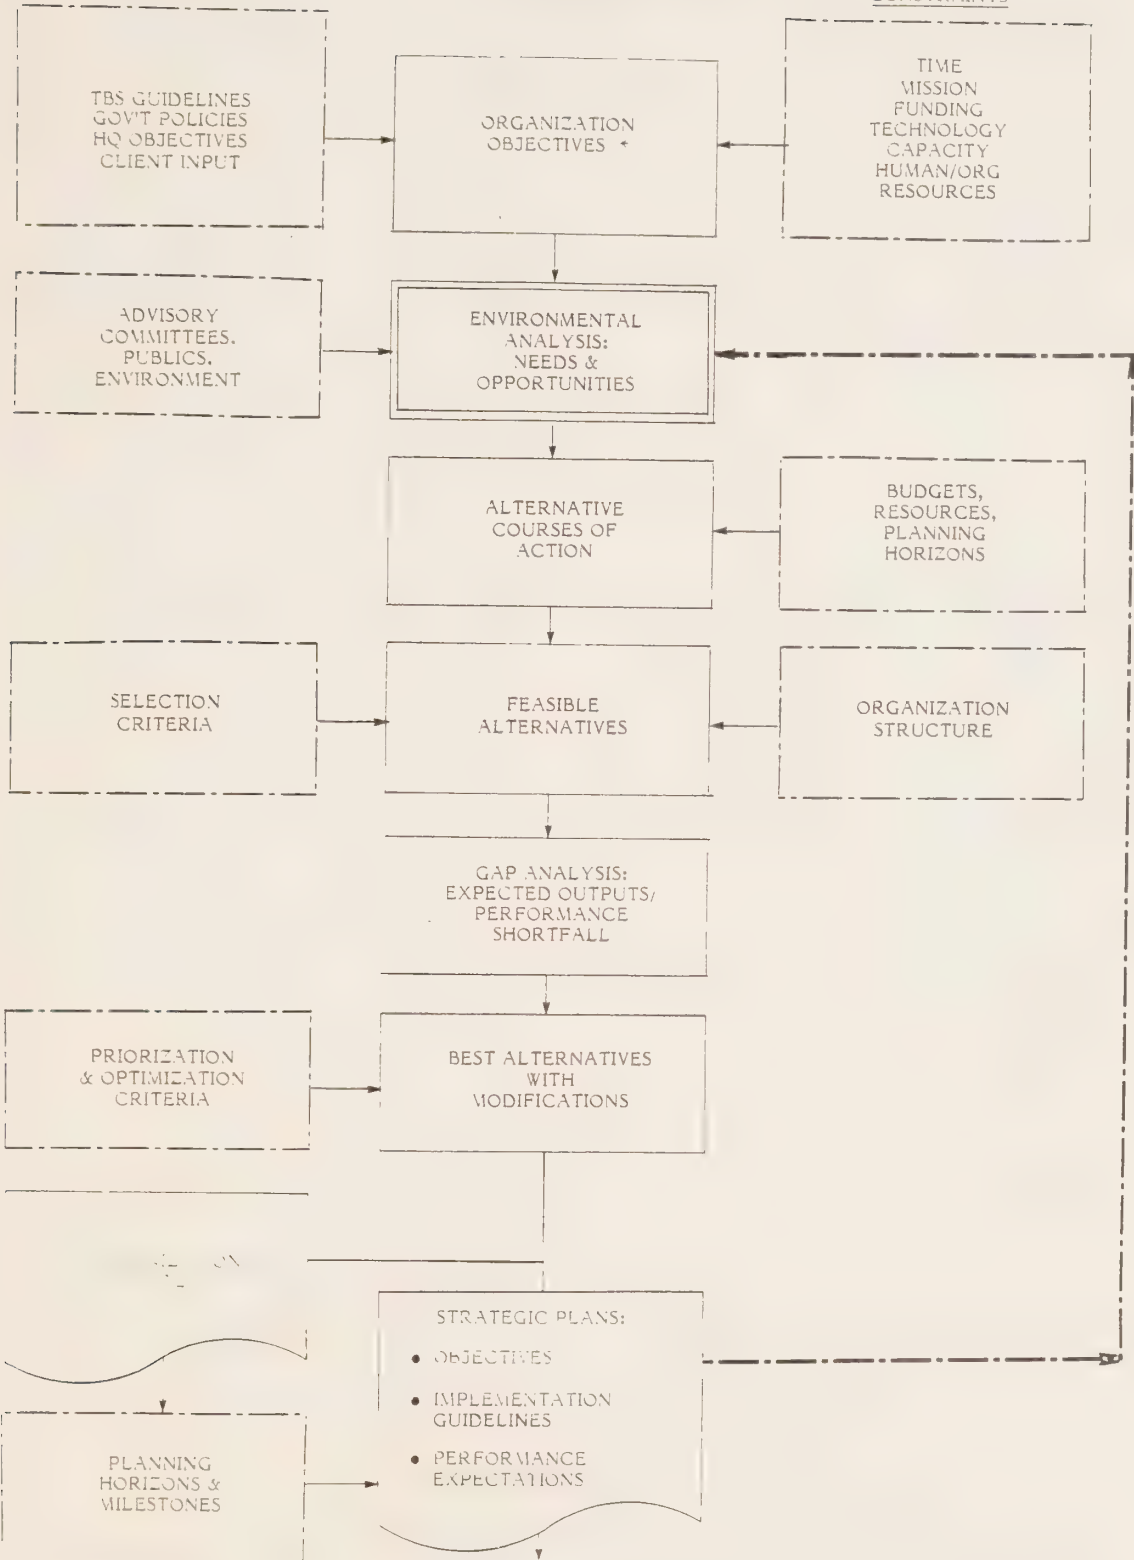 TBS GUIDELINES
GOV'T POLICIES
HQ OBJECTIVES
CLIENT INPUT
ORGANIZATION
OBJECTIVES
TIME
MISSION
FUNDING
TECHNOLOGY
CAPACITY
HUMAN/ORG
RESOURCES
ADVISORY
COMMITTEES,
PUBLICS,
ENVIRONMENT
ENVIRONMENTAL
ANALYSIS:
NEEDS &
OPPORTUNITIES
ALTERNATIVE
COURSES OF
ACTION
BUDGETS,
RESOURCES,
PLANNING
HORIZONS
SELECTION
CRITERIA
FEASIBLE
ALTERNATIVES
ORGANIZATION
STRUCTURE
GAP ANALYSIS:
EXPECTED OUTPUTS/
PERFORMANCE
SHORTFALL
PRIORIZATION
& OPTIMIZATION
CRITERIA
BEST ALTERNATIVES
WITH
MODIFICATIONS
STRATEGIC PLANS:
• OBJECTIVES
• IMPLEMENTATION
GUIDELINES
• PERFORMANCE
EXPECTATIONS
PLANNING
HORIZONS &
MILESTONES